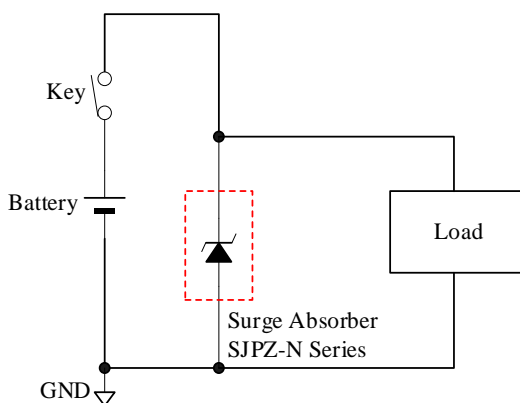 Key
Battery
Load
Surge Absorber
SJPZ-N Series
GND